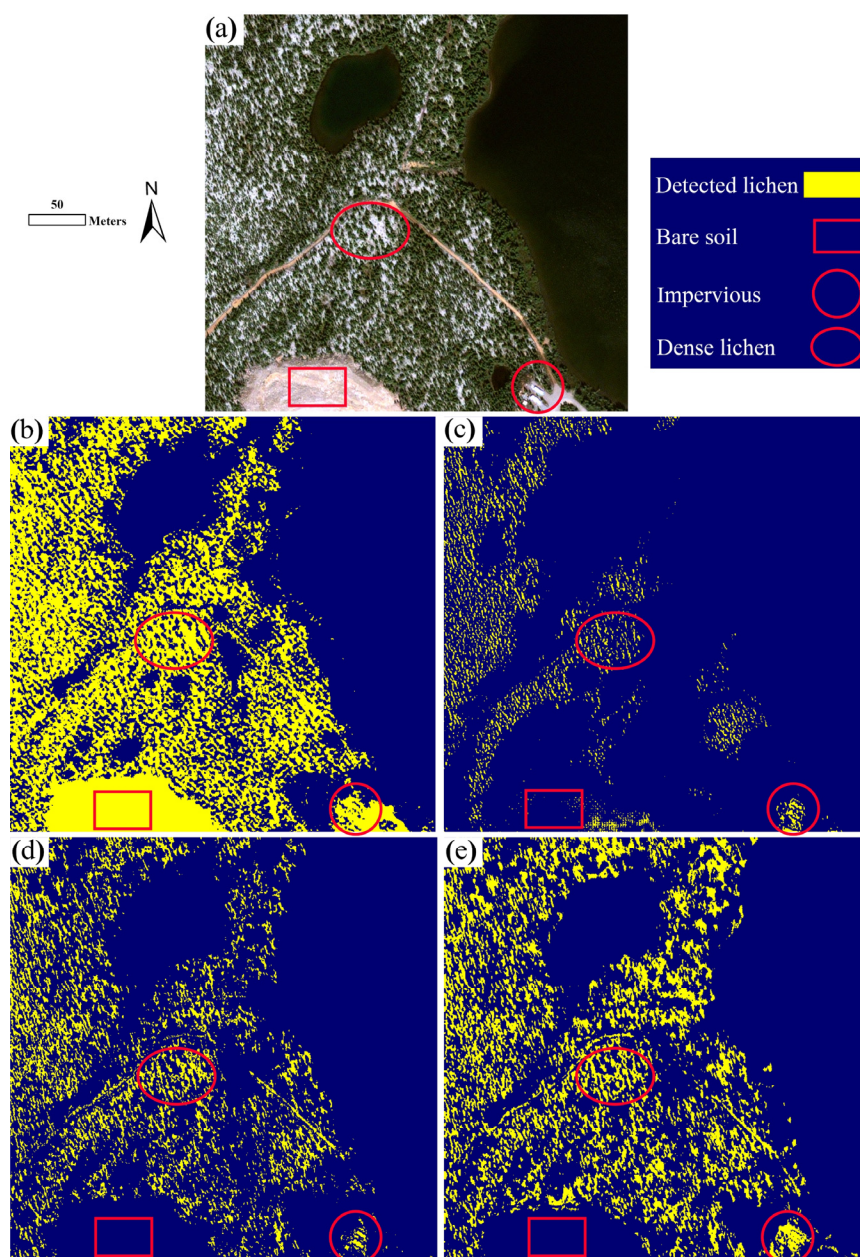 (a)
N
50
Meters
Detected lichen
Bare soil
Impervious
Dense lichen
(b)
(c)
(d)
(e)